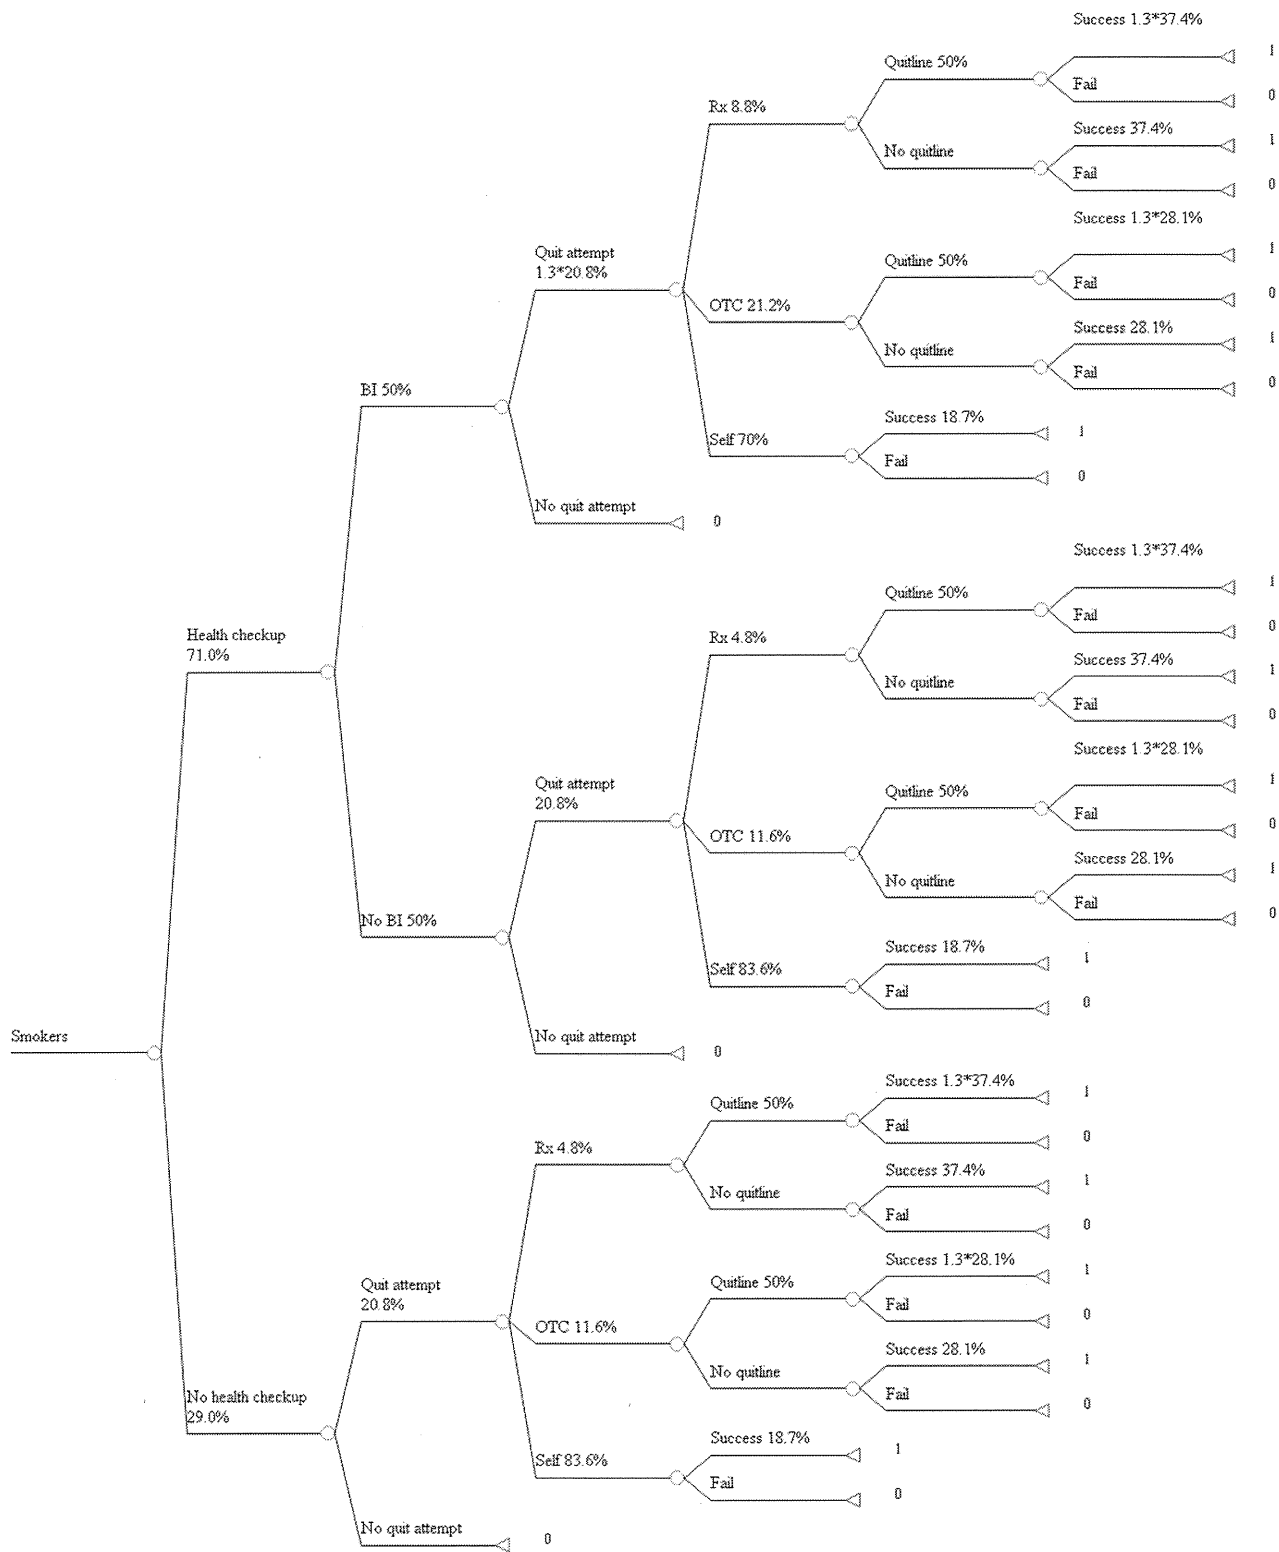 Success 1.3*37.4%
1
Quitline 50%
Fail
0
Rx 8.8%
Success 37.4%
1
No quitline
Fail
0
Success 1.3*28.1%
1
Quit attempt
1.3*20.8%
Quitline 50%
Fail
0
OTC 21.2%
Success 28.1%
1
No quitline
Fail
0
BI 50%
Success 18.7%
1
Self 70%
Fail
0
No quit attempt
0
Success 1.3*37.4%
1
Quitline 50%
Fail
0
Health checkup
71.0%
Rx 4.8%
Success 37.4%
1
No quitline
Fail
0
Success 1.3*28.1%
1
Quit attempt
20.8%
Quitline 50%
Fail
0
OTC 11.6%
Success 28.1%
1
No quitline
Fail
0
No BI 50%
Success 18.7%
1
Self 83.6%
Fail
0
No quit attempt
0
Smokers
Success 1.3*37.4%
1
Quitline 50%
Fail
0
Rx 4.8%
Success 37.4%
1
No quitline
Fail
0
Success 1.3*28.1%
1
Quit attempt
20.8%
Quitline 50%
Fail
0
OTC 11.6%
Success 28.1%
1
No quitline
Fail
0
No health checkup
29.0%
Success 18.7%
1
Self 83.6%
Fail
0
No quit attempt
0